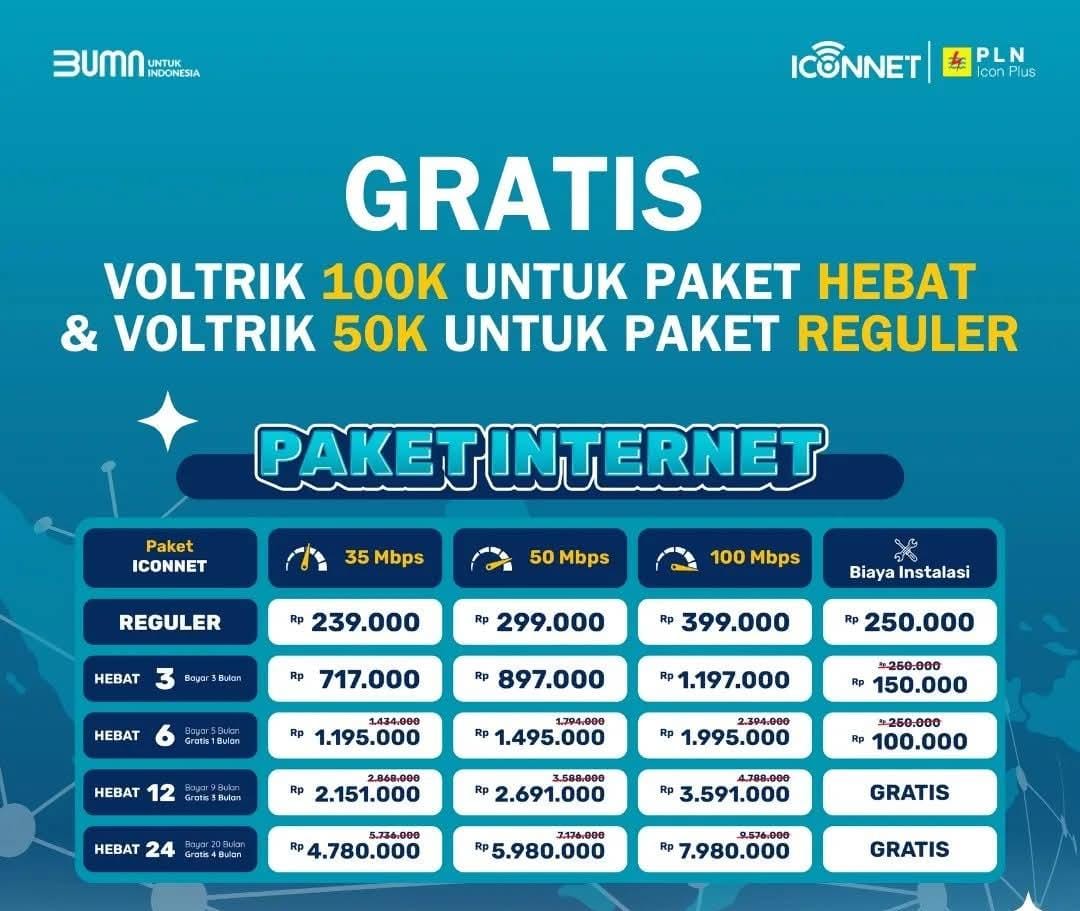 BUMN UNTUK INDONESIA
ICONNET PLN Icon Plus
GRATIS
VOLTRIK 100K UNTUK PAKET HEBAT
& VOLTRIK 50K UNTUK PAKET REGULER
PAKET INTERNET
Paket ICONNET 35 Mbps 50 Mbps 100 Mbps Biaya Instalasi
REGULER Rp 239.000 Rp 299.000 Rp 399.000 Rp 250.000
HEBAT 3 Bayar 3 Bulan Rp 717.000 Rp 897.000 Rp 1.197.000 Rp 250.000 Rp 150.000
HEBAT 6 Bayar 5 Bulan Gratis 1 Bulan 1.434.000 Rp 1.195.000 1.794.000 Rp 1.495.000 2.394.000 Rp 1.995.000 Rp 250.000 Rp 100.000
HEBAT 12 Bayar 9 Bulan Gratis 3 Bulan 2.868.000 Rp 2.151.000 3.588.000 Rp 2.691.000 4.788.000 Rp 3.591.000 GRATIS
HEBAT 24 Bayar 20 Bulan Gratis 4 Bulan 5.736.000 Rp 4.780.000 7.176.000 Rp 5.980.000 9.576.000 Rp 7.980.000 GRATIS